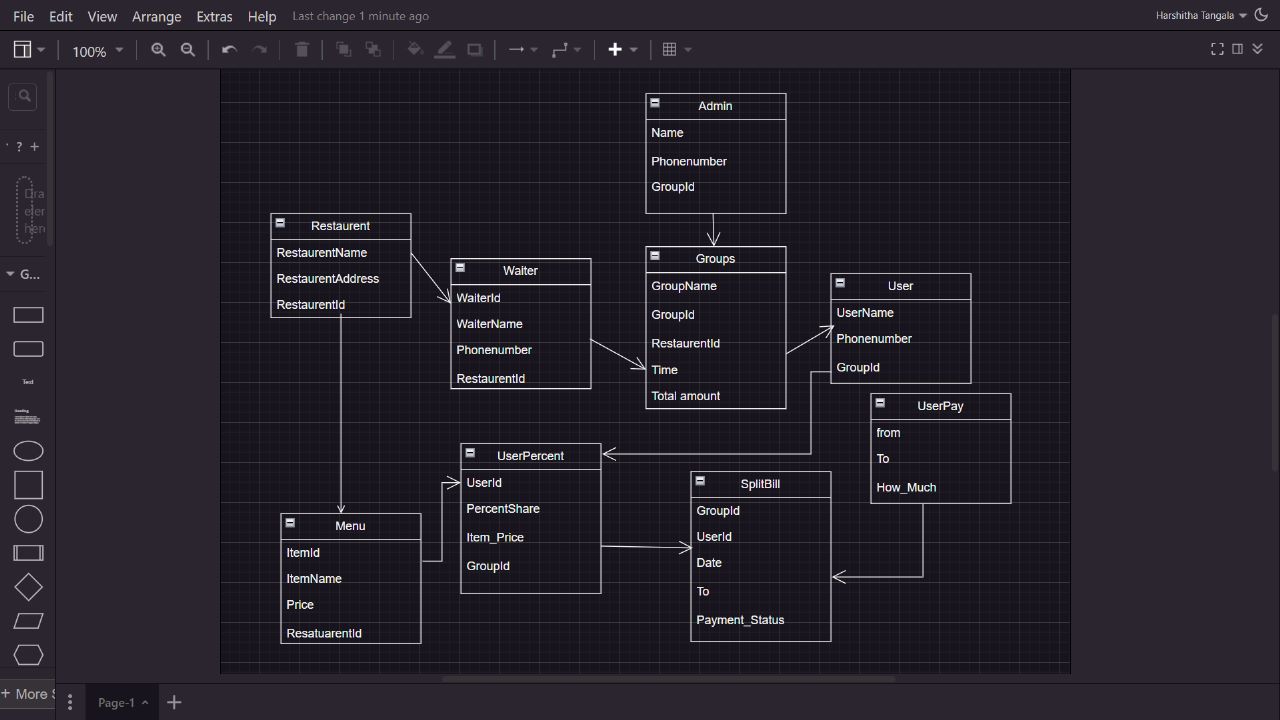 File Edit View Arrange Extras Help Last change 1 minute ago
Harshitha Tangala
100%
? +
Dra
eler
her
G...
Text
Heading
+ More S
Admin
Name
Phonenumber
GroupId
Restaurent
RestaurentName
RestaurentAddress
RestaurentId
Waiter
WaiterId
WaiterName
Phonenumber
RestaurentId
Groups
GroupName
GroupId
RestaurentId
Time
Total amount
User
UserName
Phonenumber
GroupId
UserPay
from
To
How_Much
UserPercent
UserId
PercentShare
Item_Price
GroupId
SplitBill
GroupId
UserId
Date
To
Payment_Status
Menu
ItemId
ItemName
Price
ResatuarentId
Page-1